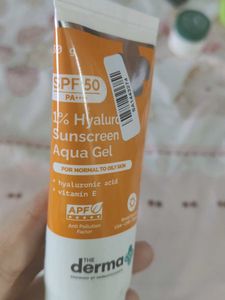 SPF 50
PA++++
1% Hyaluro
Sunscreen
Aqua Gel
FOR NORMAL TO OILY SKIN
• hyaluronic acid
• vitamin E
APF
Anti Pollution
Factor
THE
derma